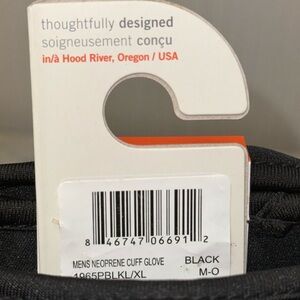 thoughtfully designed
soigneusement conçu
in/à Hood River, Oregon / USA
8 46747 06691 2
MENS NEOPRENE CUFF GLOVE BLACK
1965PBLKL/XL M-O